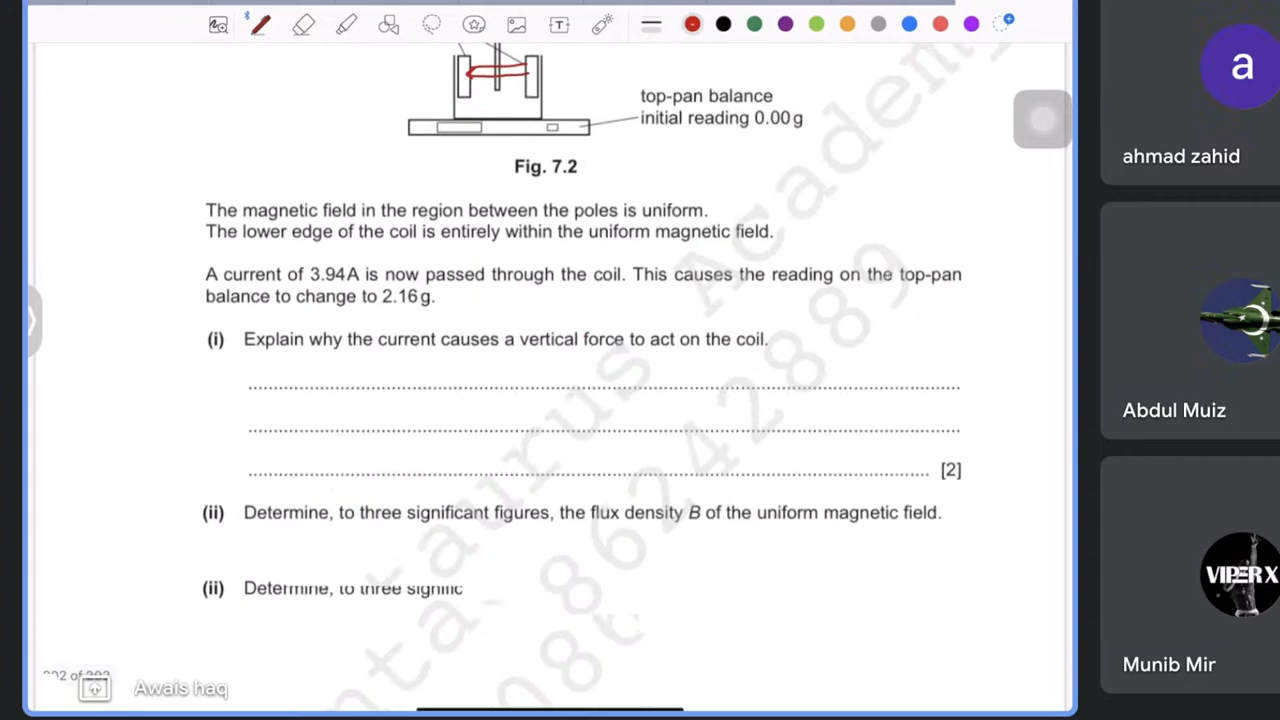 top-pan balance
initial reading 0.00 g
Fig. 7.2
The magnetic field in the region between the poles is uniform.
The lower edge of the coil is entirely within the uniform magnetic field.
A current of 3.94 A is now passed through the coil. This causes the reading on the top-pan
balance to change to 2.16 g.
(i) Explain why the current causes a vertical force to act on the coil.
[2]
(ii) Determine, to three significant figures, the flux density B of the uniform magnetic field.
(ii) Determine, to three signific
Awais haq
a
ahmad zahid
Abdul Muiz
VIPER X
Munib Mir
T
taurus Academ
8624 2889